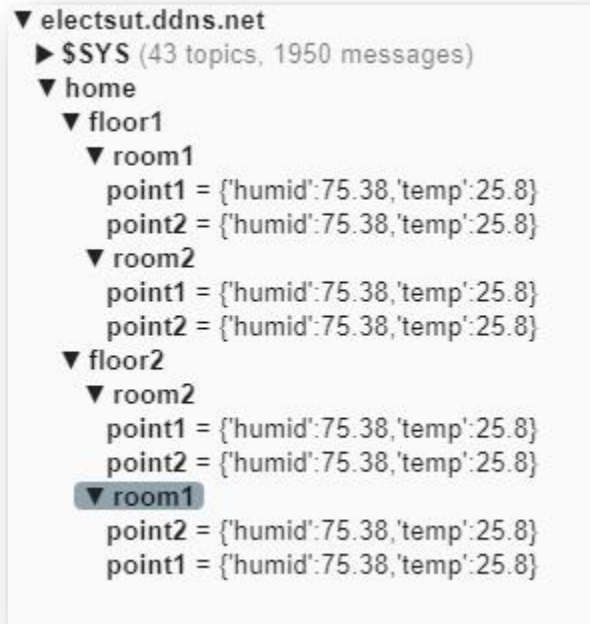 ▼ electsut.ddns.net
▶ $SYS (43 topics, 1950 messages)
▼ home
▼ floor1
▼ room1
point1 = {'humid':75.38,'temp':25.8}
point2 = {'humid':75.38,'temp':25.8}
▼ room2
point1 = {'humid':75.38,'temp':25.8}
point2 = {'humid':75.38,'temp':25.8}
▼ floor2
▼ room2
point1 = {'humid':75.38,'temp':25.8}
point2 = {'humid':75.38,'temp':25.8}
▼ room1
point2 = {'humid':75.38,'temp':25.8}
point1 = {'humid':75.38,'temp':25.8}